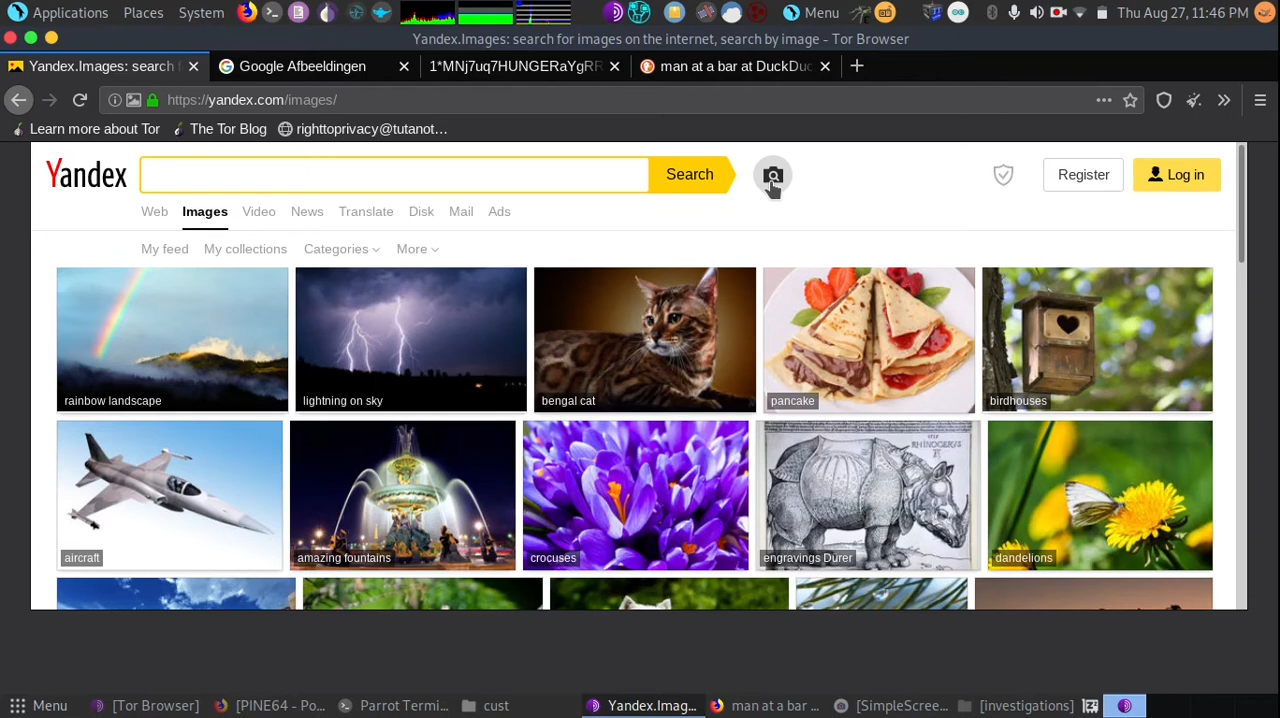 Applications Places System Menu Thu Aug 27, 11:46 PM
Yandex.Images: search for images on the internet, search by image - Tor Browser
Yandex.Images: search f Google Afbeeldingen 1*MNj7uq7HUNGERaYgRR man at a bar at DuckDuc
https://yandex.com/images/
Learn more about Tor The Tor Blog righttoprivacy@tutanot…
Yandex Search Register Log in
Web Images Video News Translate Disk Mail Ads
My feed My collections Categories More
rainbow landscape lightning on sky bengal cat pancake birdhouses
1515
RHINOCERVS
aircraft amazing fountains crocuses engravings Durer dandelions
Menu [Tor Browser] [PINE64 - Po... Parrot Termi... cust Yandex.Imag... man at a bar ... [SimpleScree... [investigations]